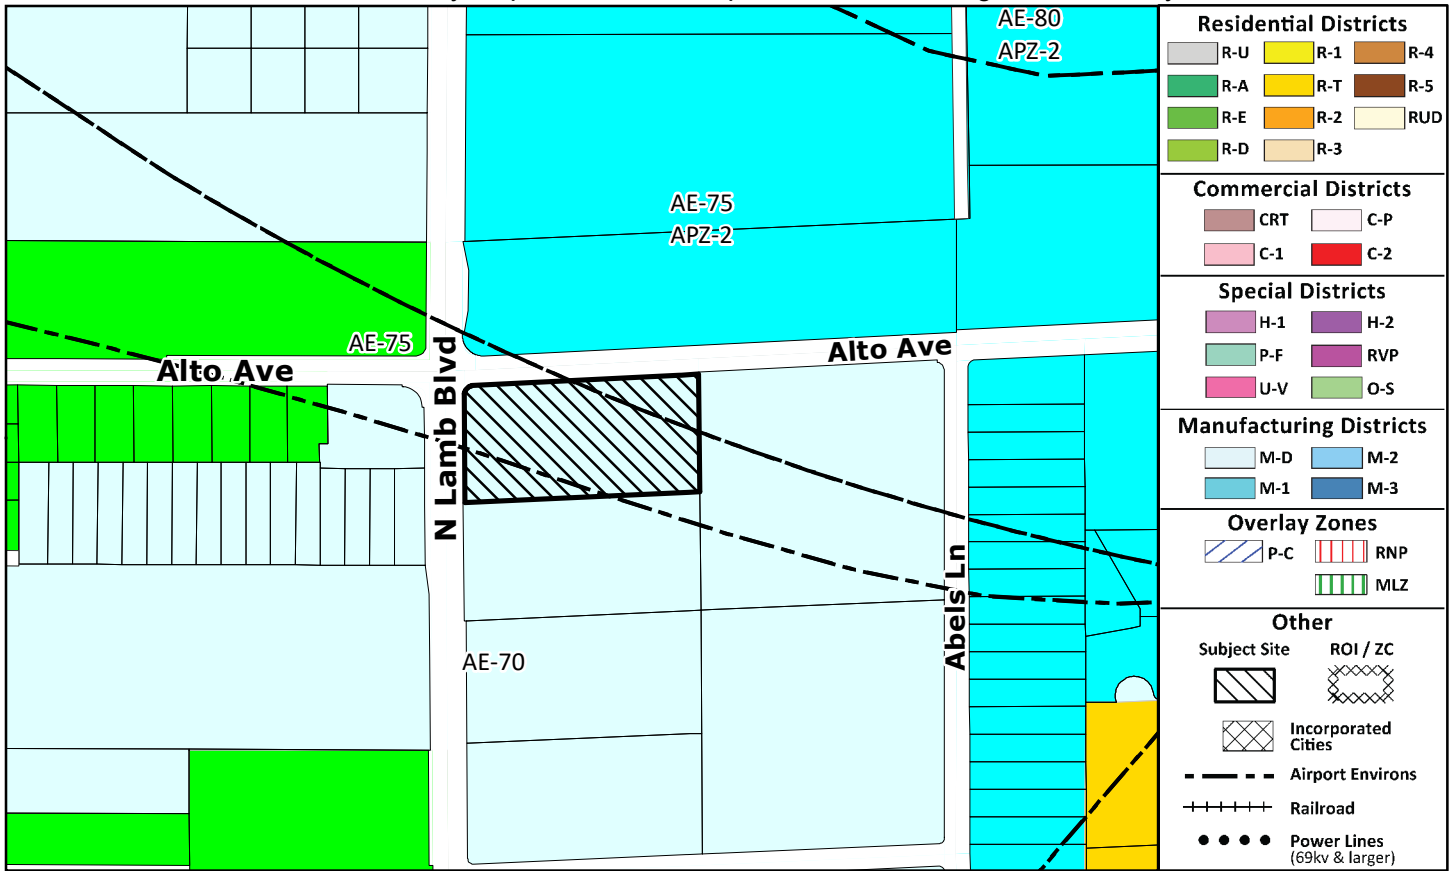 AE-80
APZ-2
AE-75
APZ-2
AE-75
Alto Ave
Alto Ave
N Lamb Blvd
Abels Ln
AE-70
Residential Districts
R-U R-1 R-4
R-A R-T R-5
R-E R-2 RUD
R-D R-3
Commercial Districts
CRT C-P
C-1 C-2
Special Districts
H-1 H-2
P-F RVP
U-V O-S
Manufacturing Districts
M-D M-2
M-1 M-3
Overlay Zones
P-C RNP
MLZ
Other
Subject Site ROI / ZC
Incorporated
Cities
Airport Environs
Railroad
Power Lines
(69kv & larger)